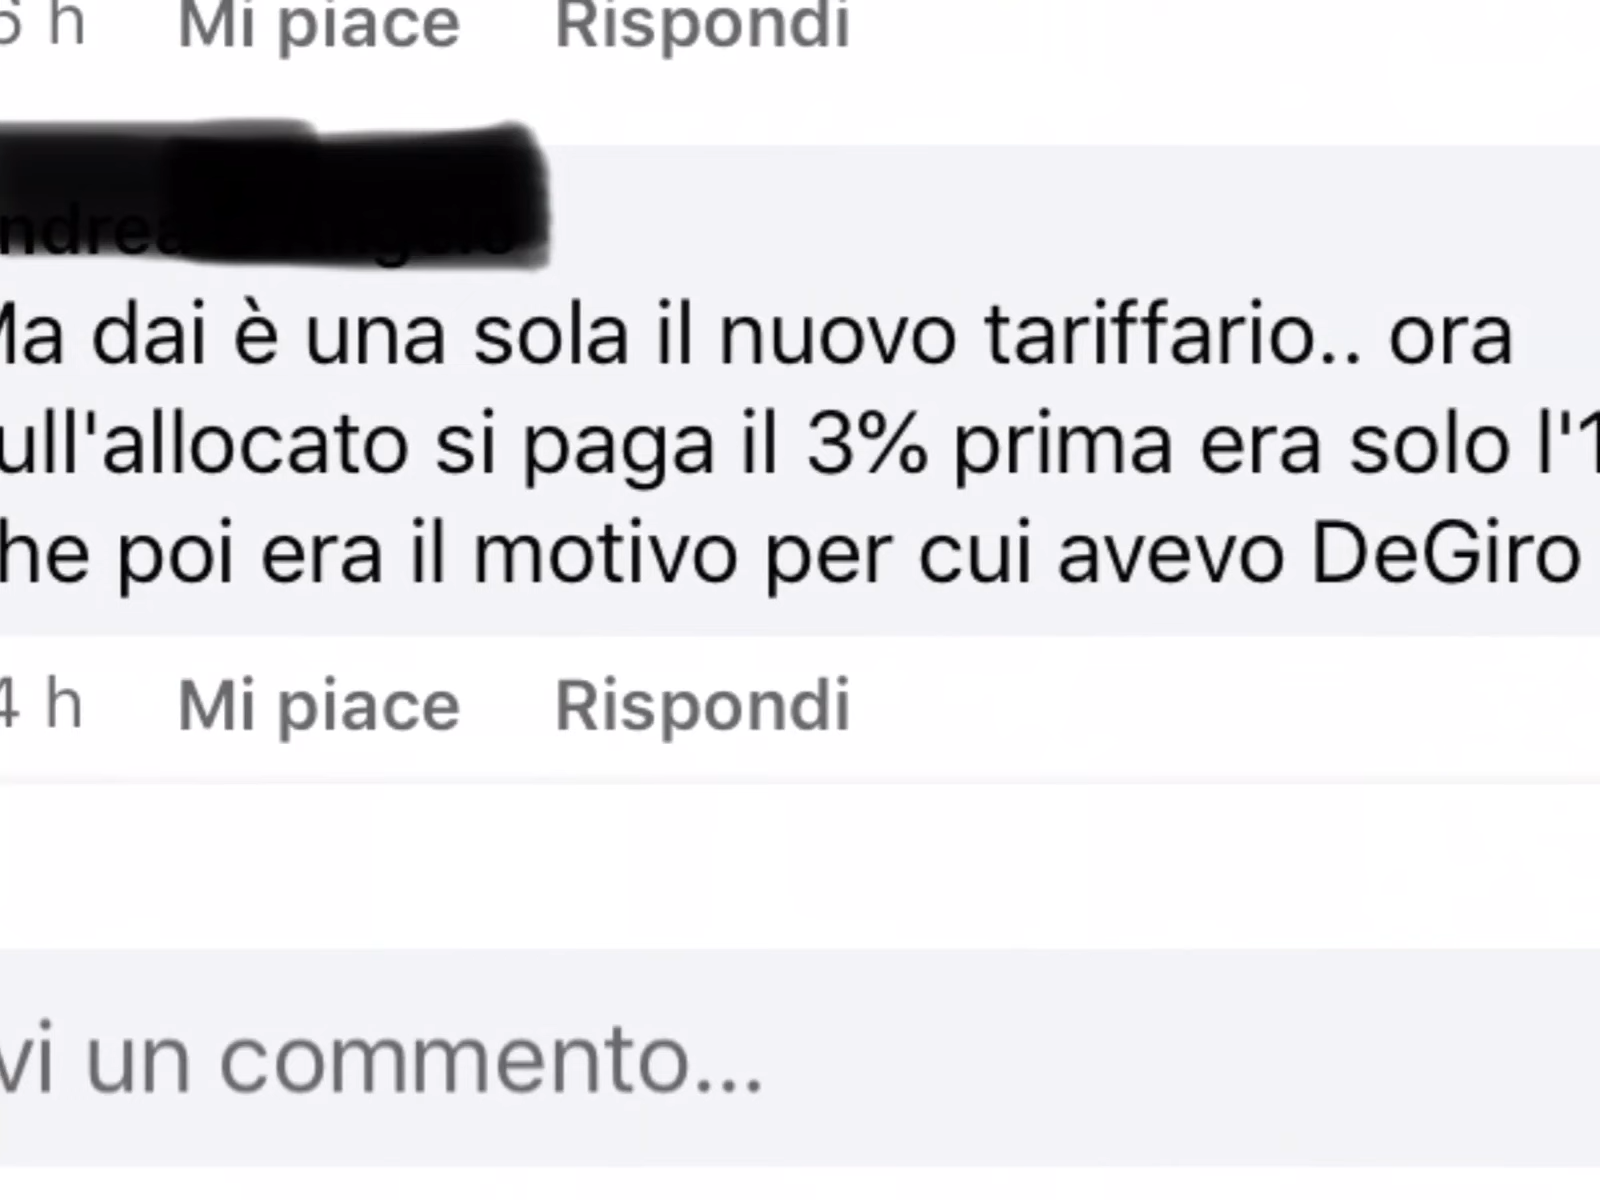 h Mi piace Rispondi
Ma dai è una sola il nuovo tariffario.. ora
ull'allocato si paga il 3% prima era solo l'1
he poi era il motivo per cui avevo DeGiro
4 h Mi piace Rispondi
vi un commento...